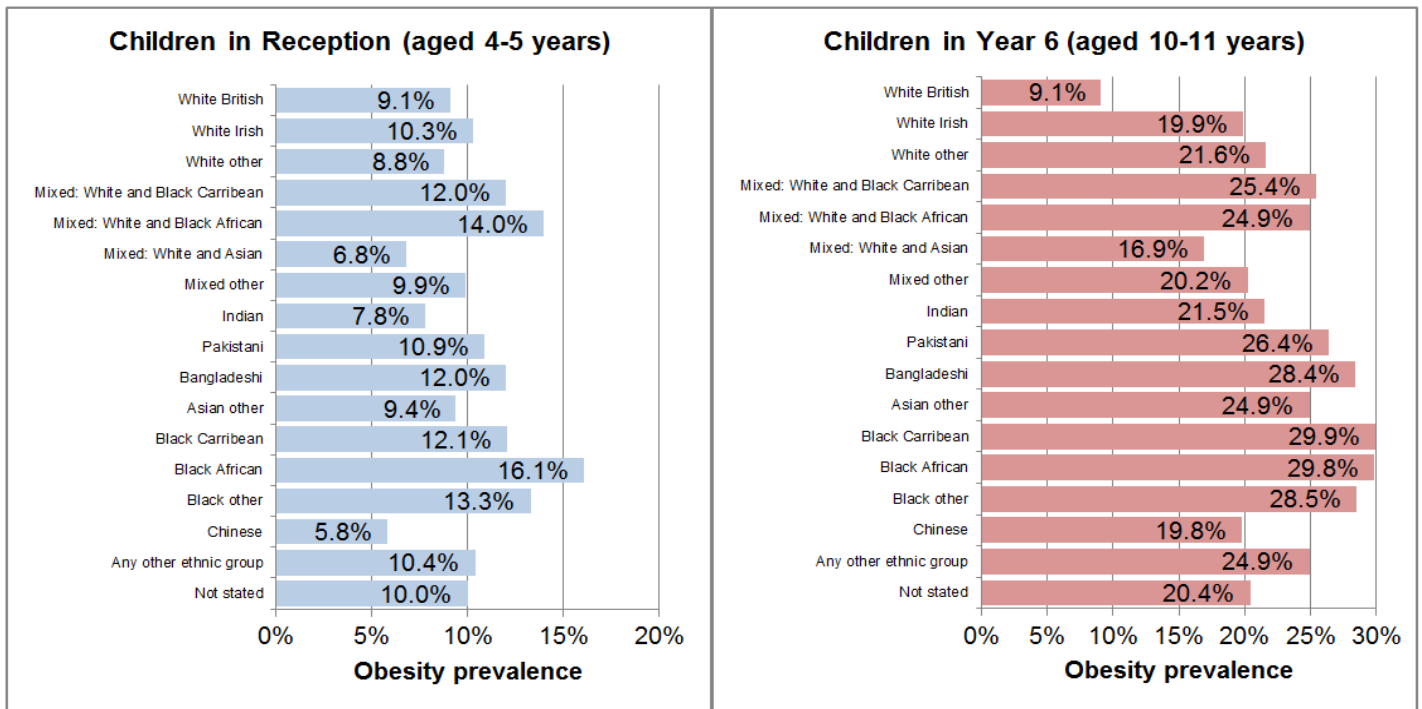 Children in Reception (aged 4-5 years)
White British 9.1%
White Irish 10.3%
White other 8.8%
Mixed: White and Black Carribean 12.0%
Mixed: White and Black African 14.0%
Mixed: White and Asian 6.8%
Mixed other 9.9%
Indian 7.8%
Pakistani 10.9%
Bangladeshi 12.0%
Asian other 9.4%
Black Carribean 12.1%
Black African 16.1%
Black other 13.3%
Chinese 5.8%
Any other ethnic group 10.4%
Not stated 10.0%
0% 5% 10% 15% 20%
Obesity prevalence
Children in Year 6 (aged 10-11 years)
White British 9.1%
White Irish 19.9%
White other 21.6%
Mixed: White and Black Carribean 25.4%
Mixed: White and Black African 24.9%
Mixed: White and Asian 16.9%
Mixed other 20.2%
Indian 21.5%
Pakistani 26.4%
Bangladeshi 28.4%
Asian other 24.9%
Black Carribean 29.9%
Black African 29.8%
Black other 28.5%
Chinese 19.8%
Any other ethnic group 24.9%
Not stated 20.4%
0% 5% 10% 15% 20% 25% 30%
Obesity prevalence